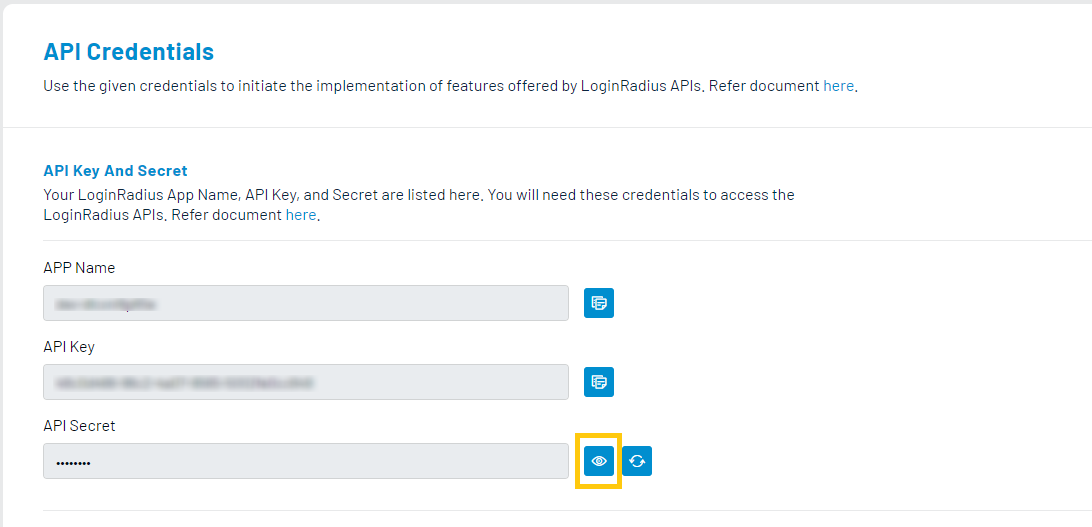 API Credentials
Use the given credentials to initiate the implementation of features offered by LoginRadius APIs. Refer document here.
API Key And Secret
Your LoginRadius App Name, API Key, and Secret are listed here. You will need these credentials to access the
LoginRadius APIs. Refer document here.
APP Name
API Key
API Secret
••••••••